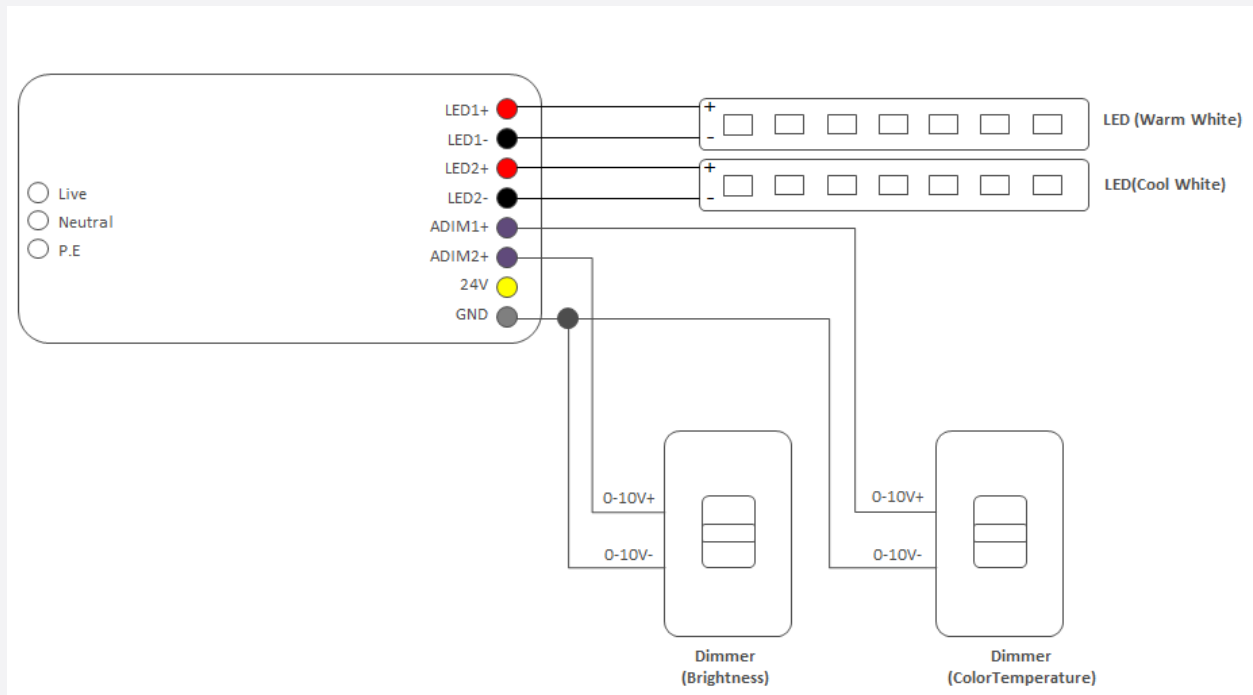 LED1+
LED1-
LED2+
LED2-
ADIM1+
ADIM2+
24V
GND
Live
Neutral
P.E
+
-
LED (Warm White)
+
-
LED(Cool White)
0-10V+
0-10V-
Dimmer
(Brightness)
0-10V+
0-10V-
Dimmer
(ColorTemperature)